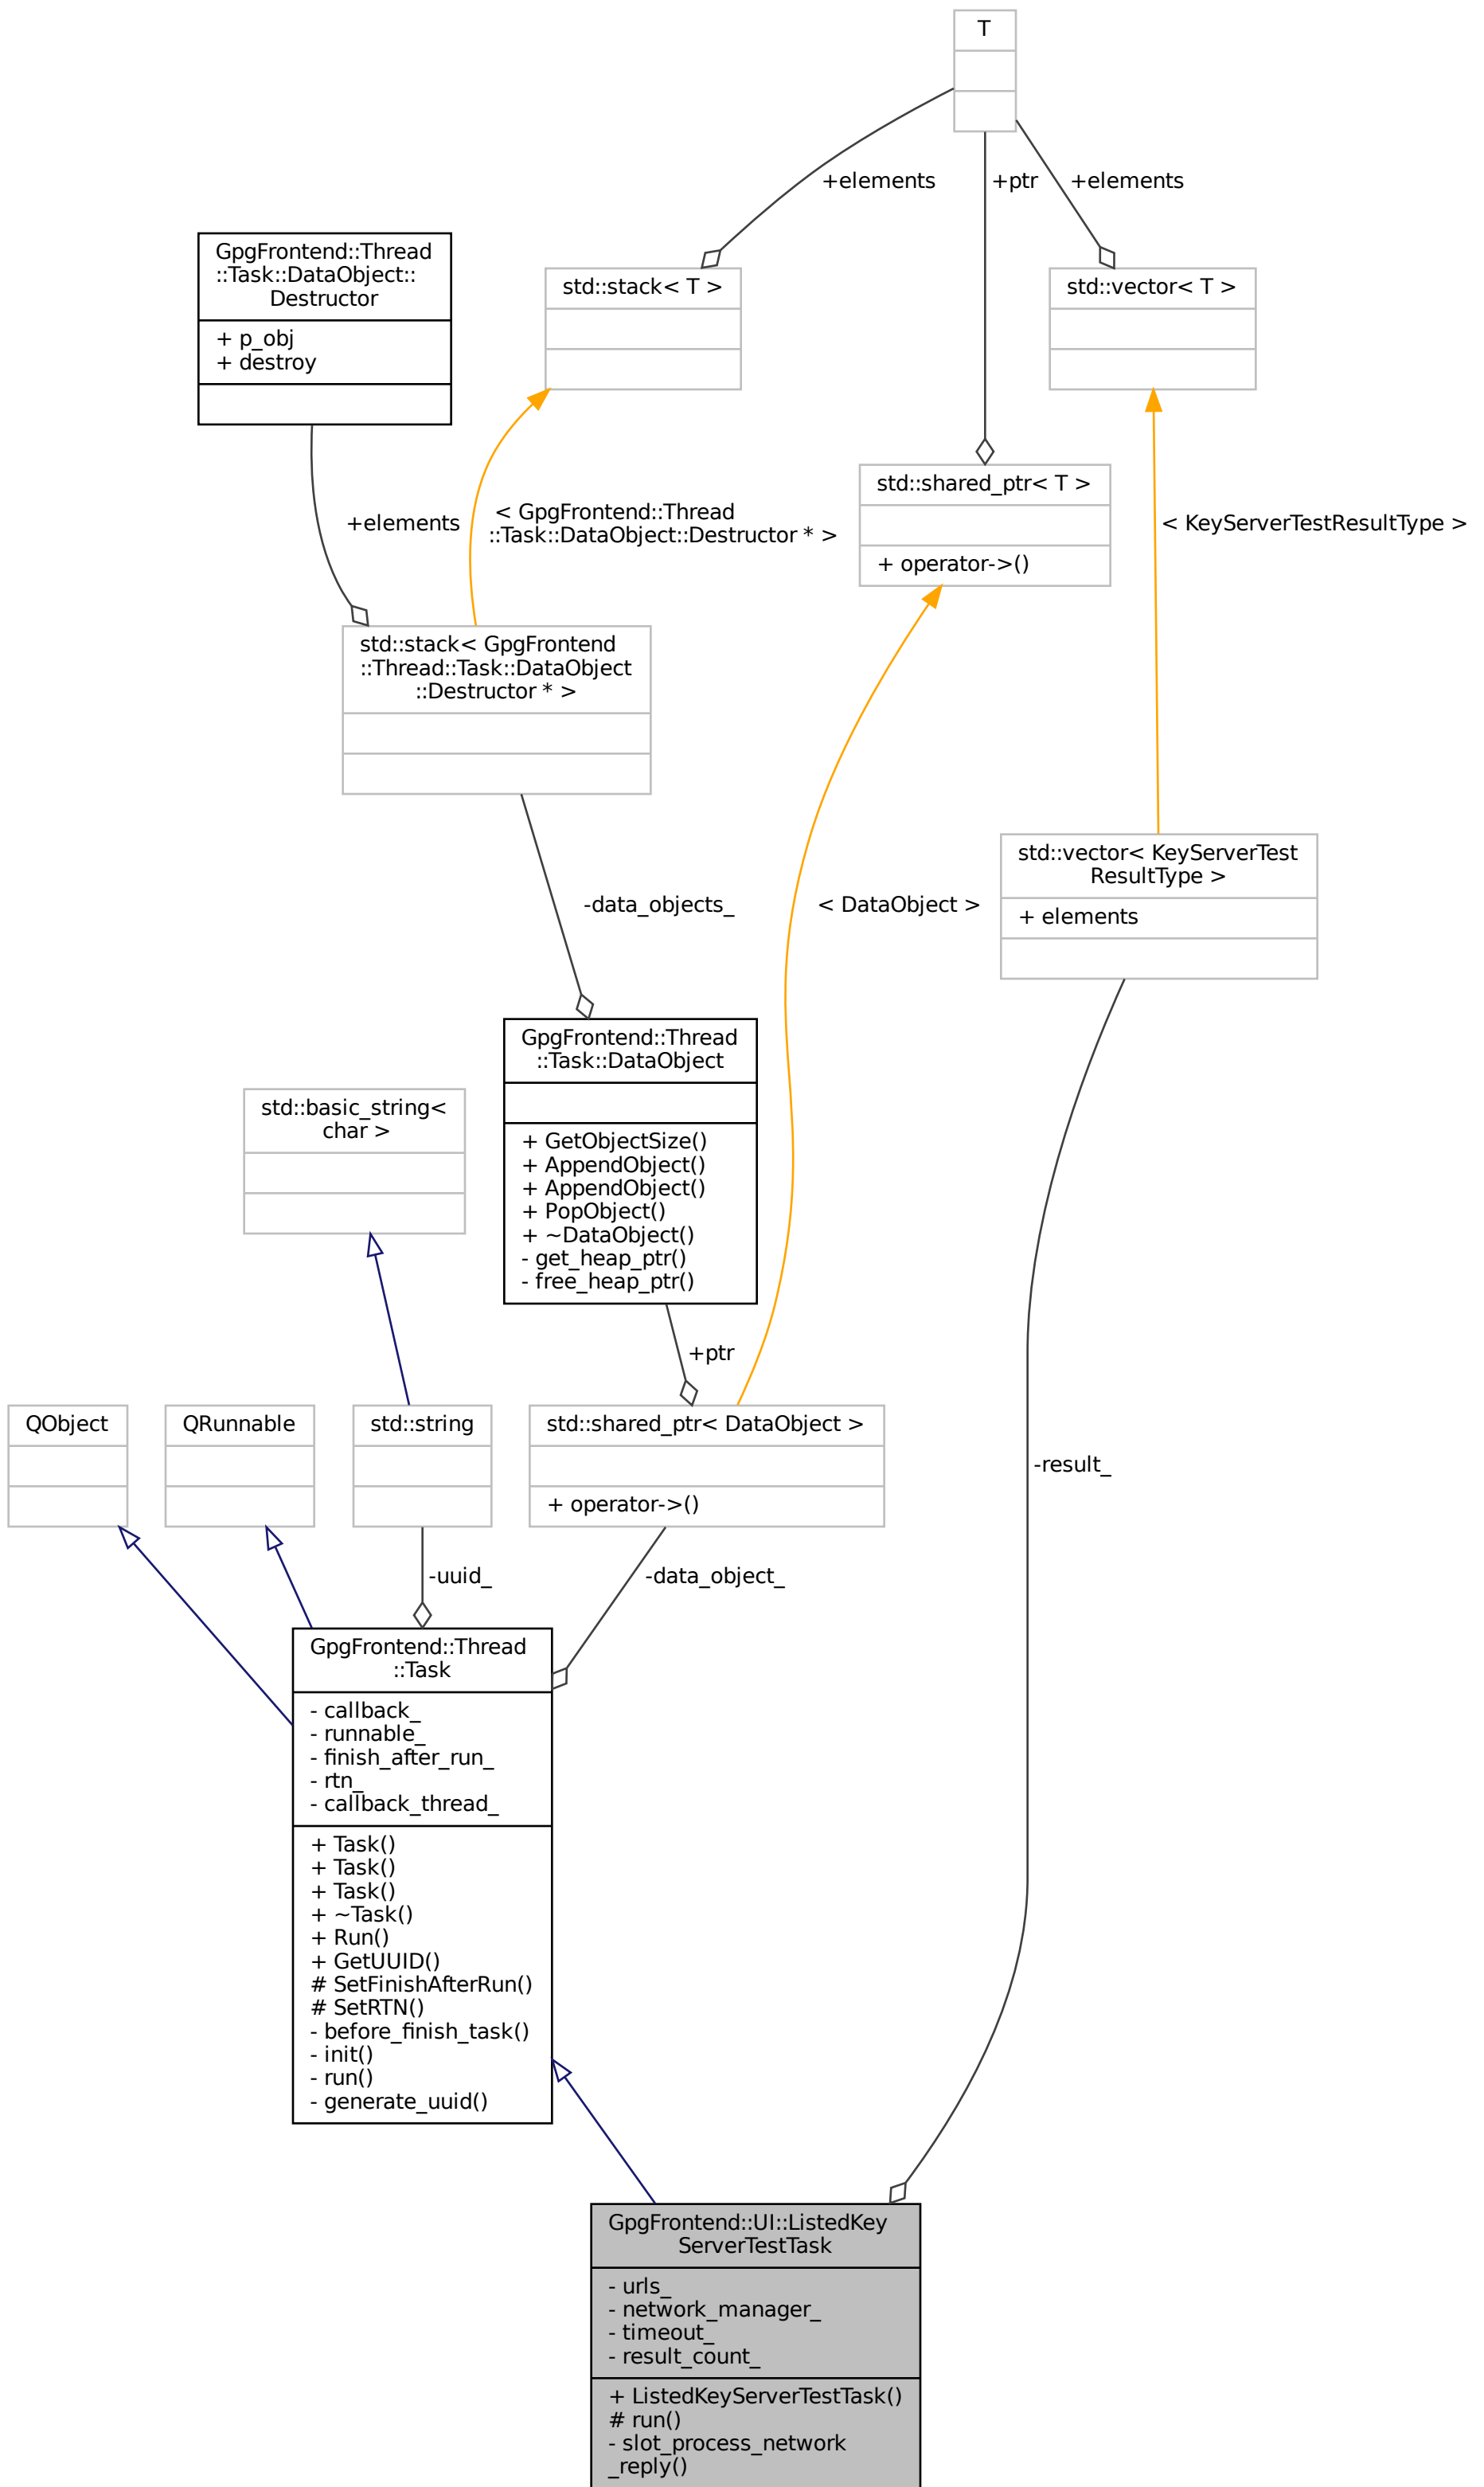 T
+elements
+ptr
+elements
GpgFrontend::Thread
::Task::DataObject::
Destructor
+ p_obj
+ destroy
std::stack< T >
std::vector< T >
std::shared_ptr< T >
+ operator->()
+elements
< GpgFrontend::Thread
::Task::DataObject::Destructor * >
< KeyServerTestResultType >
std::stack< GpgFrontend
::Thread::Task::DataObject
::Destructor * >
std::vector< KeyServerTest
ResultType >
+ elements
-data_objects_
< DataObject >
GpgFrontend::Thread
::Task::DataObject
+ GetObjectSize()
+ AppendObject()
+ AppendObject()
+ PopObject()
+ ~DataObject()
- get_heap_ptr()
- free_heap_ptr()
std::basic_string<
char >
+ptr
QObject
QRunnable
std::string
std::shared_ptr< DataObject >
+ operator->()
-result_
-uuid_
-data_object_
GpgFrontend::Thread
::Task
- callback_
- runnable_
- finish_after_run_
- rtn_
- callback_thread_
+ Task()
+ Task()
+ Task()
+ ~Task()
+ Run()
+ GetUUID()
# SetFinishAfterRun()
# SetRTN()
- before_finish_task()
- init()
- run()
- generate_uuid()
GpgFrontend::UI::ListedKey
ServerTestTask
- urls_
- network_manager_
- timeout_
- result_count_
+ ListedKeyServerTestTask()
# run()
- slot_process_network
_reply()